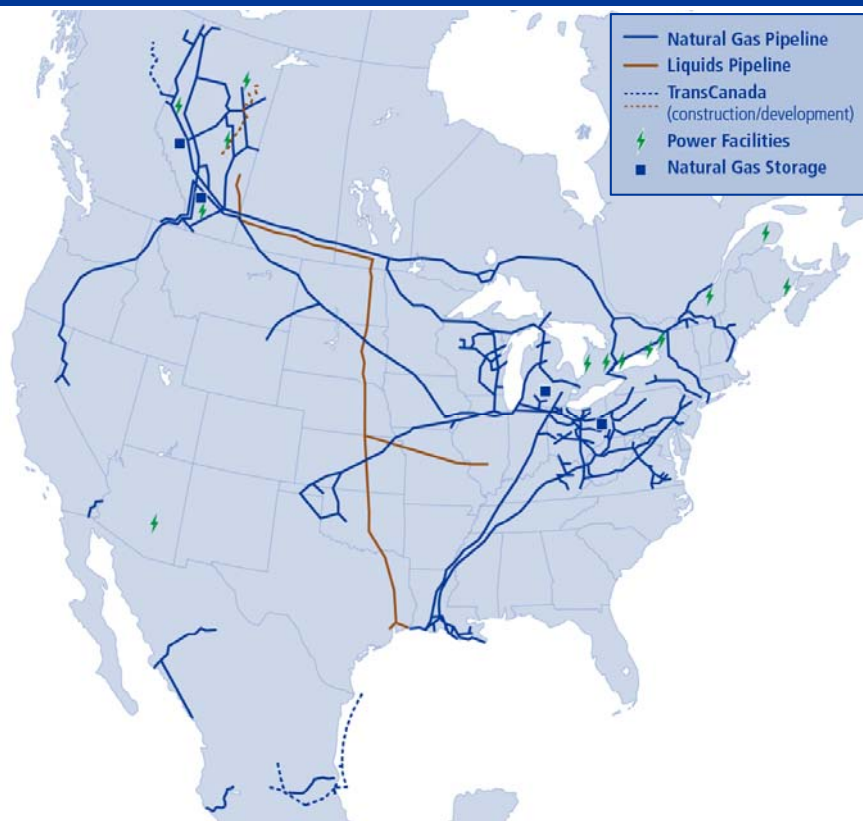 Natural Gas Pipeline
Liquids Pipeline
TransCanada
(construction/development)
Power Facilities
Natural Gas Storage